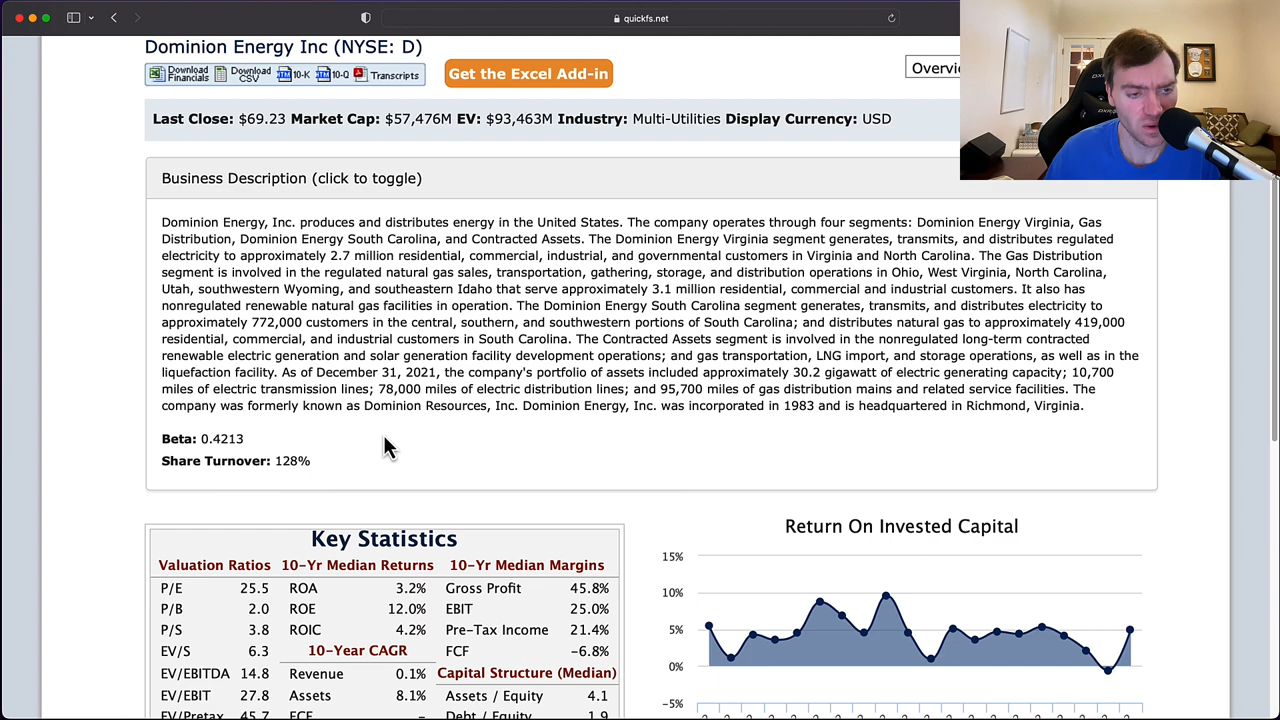 quickfs.net
Dominion Energy Inc (NYSE: D)
Download Financials
Download CSV
10-K
10-Q
Transcripts
Get the Excel Add-in
Last Close: $69.23 Market Cap: $57,476M EV: $93,463M Industry: Multi-Utilities Display Currency: USD
Business Description (click to toggle)
Dominion Energy, Inc. produces and distributes energy in the United States. The company operates through four segments: Dominion Energy Virginia, Gas
Distribution, Dominion Energy South Carolina, and Contracted Assets. The Dominion Energy Virginia segment generates, transmits, and distributes regulated
electricity to approximately 2.7 million residential, commercial, industrial, and governmental customers in Virginia and North Carolina. The Gas Distribution
segment is involved in the regulated natural gas sales, transportation, gathering, storage, and distribution operations in Ohio, West Virginia, North Carolina,
Utah, southwestern Wyoming, and southeastern Idaho that serve approximately 3.1 million residential, commercial and industrial customers. It also has
nonregulated renewable natural gas facilities in operation. The Dominion Energy South Carolina segment generates, transmits, and distributes electricity to
approximately 772,000 customers in the central, southern, and southwestern portions of South Carolina; and distributes natural gas to approximately 419,000
residential, commercial, and industrial customers in South Carolina. The Contracted Assets segment is involved in the nonregulated long-term contracted
renewable electric generation and solar generation facility development operations; and gas transportation, LNG import, and storage operations, as well as in the
liquefaction facility. As of December 31, 2021, the company's portfolio of assets included approximately 30.2 gigawatt of electric generating capacity; 10,700
miles of electric transmission lines; 78,000 miles of electric distribution lines; and 95,700 miles of gas distribution mains and related service facilities. The
company was formerly known as Dominion Resources, Inc. Dominion Energy, Inc. was incorporated in 1983 and is headquartered in Richmond, Virginia.
Beta: 0.4213
Share Turnover: 128%
Key Statistics
Valuation Ratios 10-Yr Median Returns 10-Yr Median Margins
P/E 25.5 ROA 3.2% Gross Profit 45.8%
P/B 2.0 ROE 12.0% EBIT 25.0%
P/S 3.8 ROIC 4.2% Pre-Tax Income 21.4%
EV/S 6.3 10-Year CAGR FCF -6.8%
EV/EBITDA 14.8 Revenue 0.1% Capital Structure (Median)
EV/EBIT 27.8 Assets 8.1% Assets / Equity 4.1
EV/Pretax 45.7 FCF - Debt / Equity 1.9
Return On Invested Capital
15%
10%
5%
0%
-5%